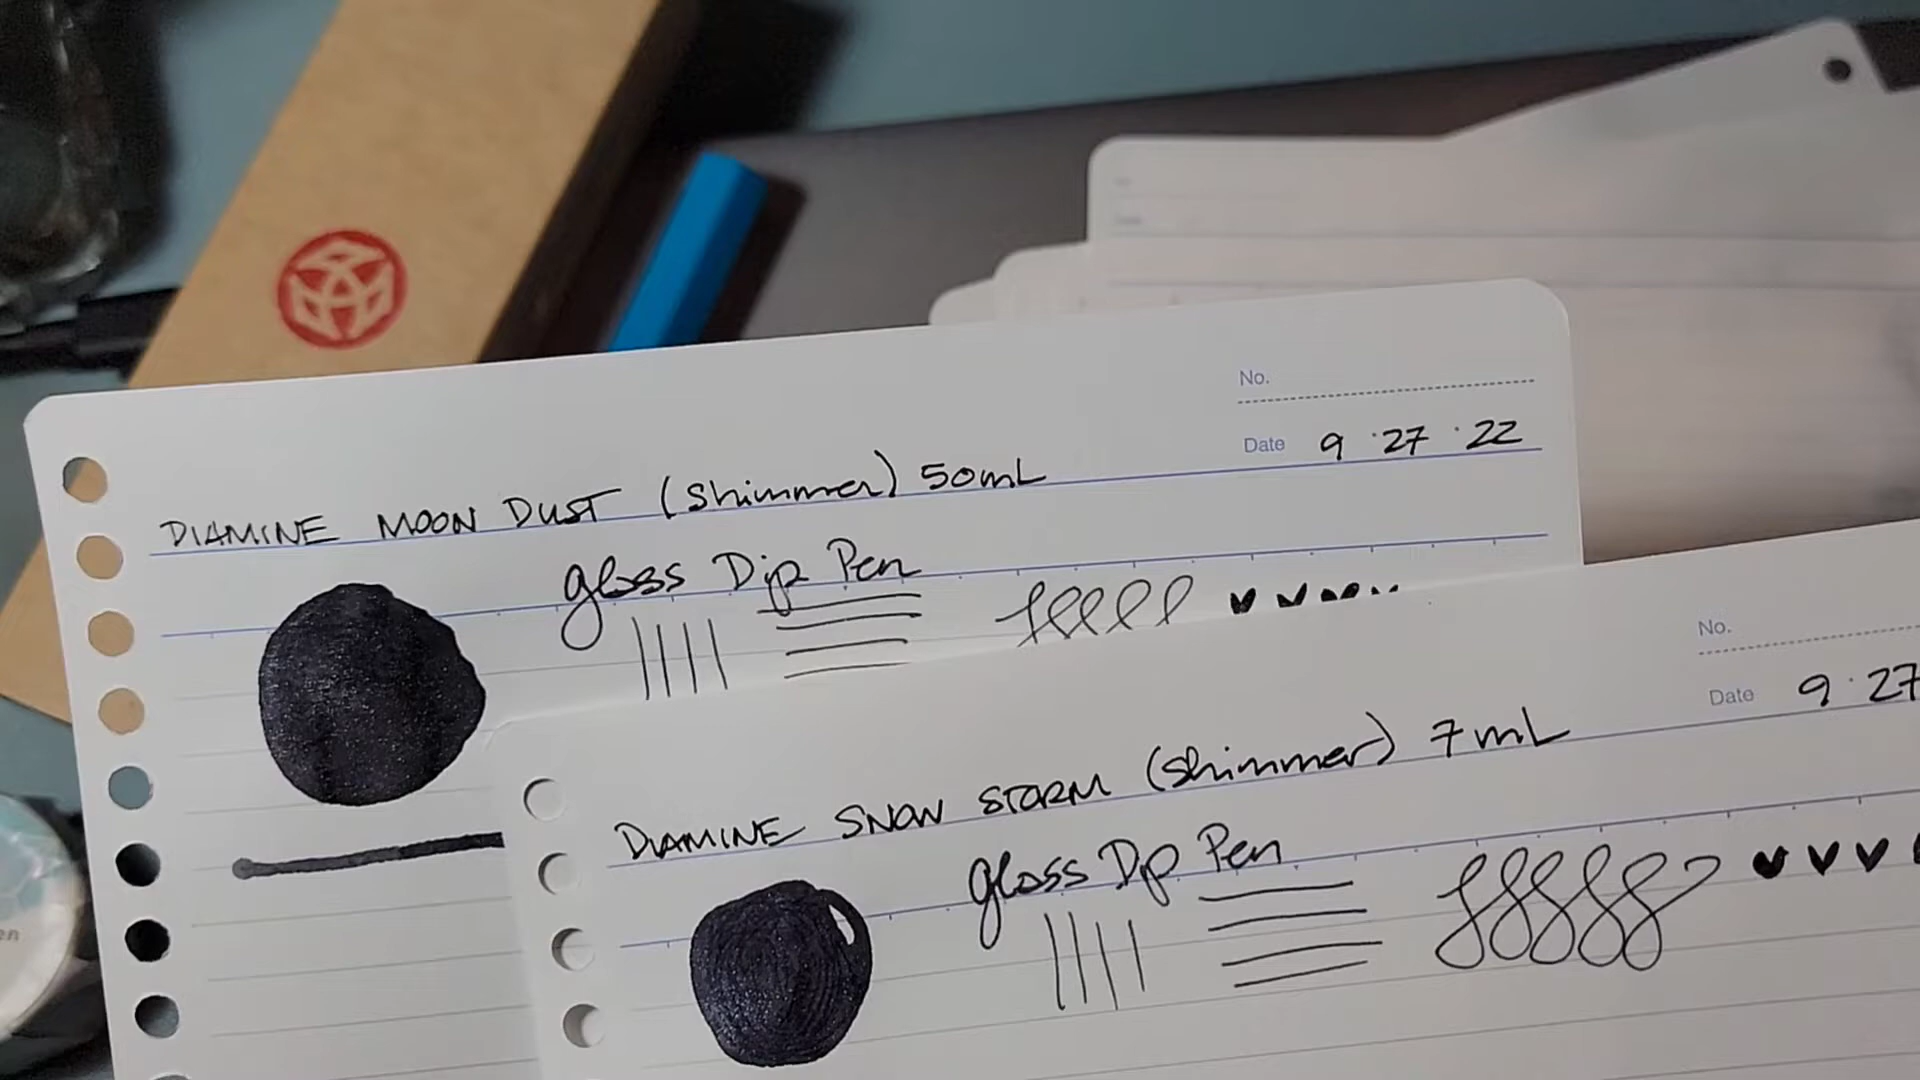 No.
Date 9 · 27 · 22
DIAMINE MOON DUST (shimmer) 50mL
glass Dip Pen
No.
Date 9 · 27
DIAMINE SNOW STORM (shimmer) 7mL
glass Dip Pen